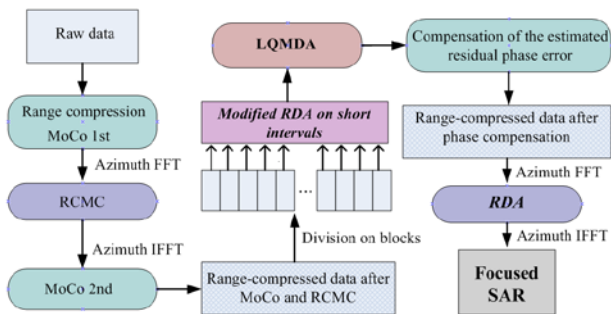 Raw data
Range compression
MoCo 1st
Azimuth FFT
RCMC
Azimuth IFFT
MoCo 2nd
Range-compressed data after
MoCo and RCMC
Division on blocks
...
Modified RDA on short
intervals
LQMDA
Compensation of the estimated
residual phase error
Range-compressed data after
phase compensation
Azimuth FFT
RDA
Azimuth IFFT
Focused
SAR